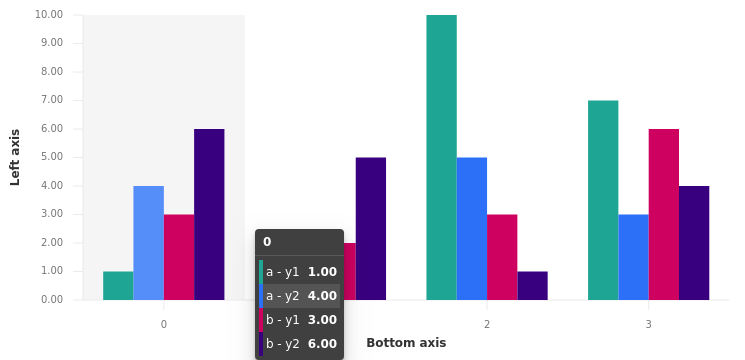 10.00
9.00
8.00
7.00
6.00
5.00
4.00
3.00
2.00
1.00
0.00
Left axis
0
a - y1 1.00
a - y2 4.00
b - y1 3.00
b - y2 6.00
0
2
3
Bottom axis